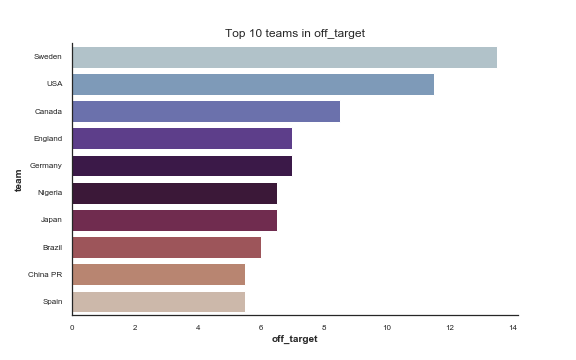 Top 10 teams in off_target
Sweden
USA
Canada
England
Germany
Nigeria
Japan
Brazil
China PR
Spain
team
0 2 4 6 8 10 12 14
off_target